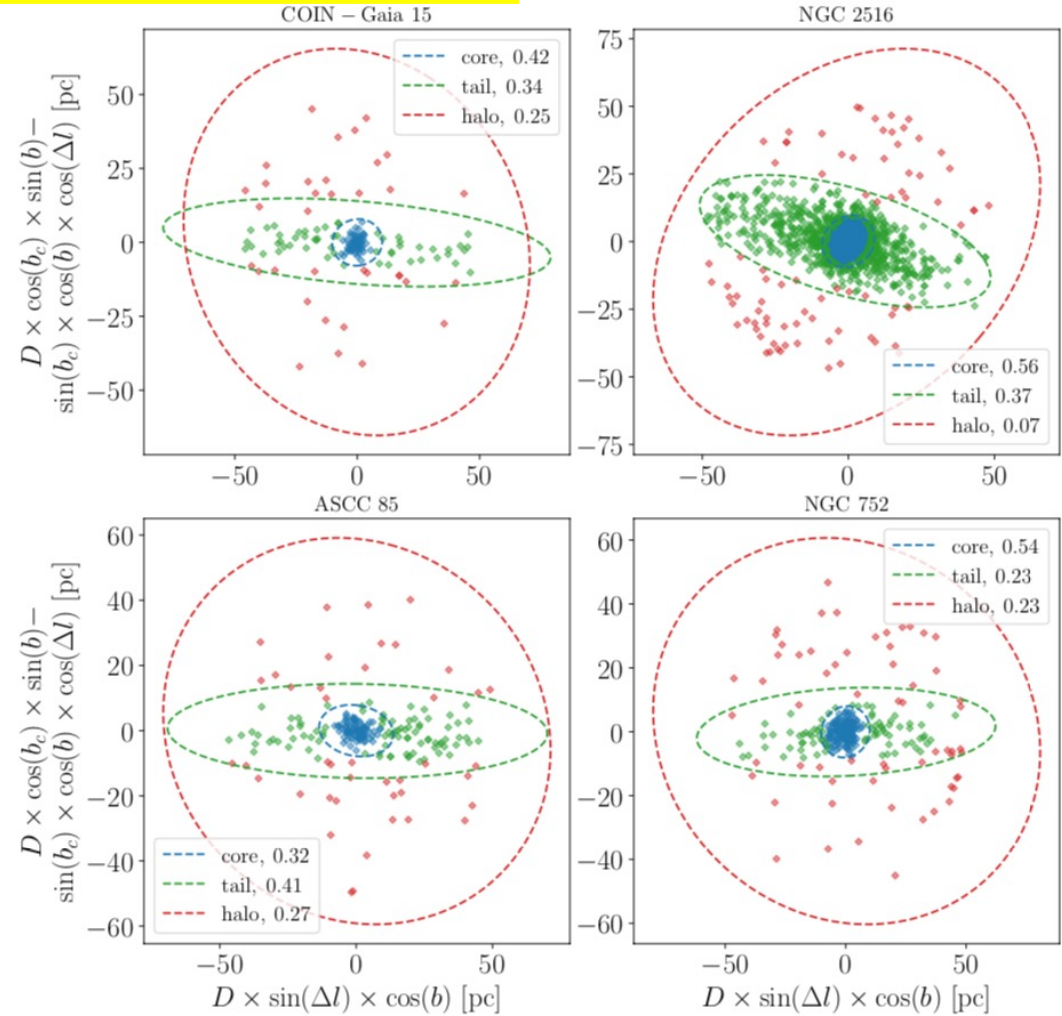 COIN − Gaia 15
NGC 2516
D × cos(b_c) × sin(b)−
sin(b_c) × cos(b) × cos(Δl) [pc]
50
25
0
−25
−50
core, 0.42
tail, 0.34
halo, 0.25
−50
0
50
75
50
25
0
−25
−50
−75
core, 0.56
tail, 0.37
halo, 0.07
−50
0
50
ASCC 85
NGC 752
D × cos(b_c) × sin(b)−
sin(b_c) × cos(b) × cos(Δl) [pc]
60
40
20
0
−20
−40
−60
core, 0.32
tail, 0.41
halo, 0.27
−50
0
50
D × sin(Δl) × cos(b) [pc]
60
40
20
0
−20
−40
−60
core, 0.54
tail, 0.23
halo, 0.23
−50
0
50
D × sin(Δl) × cos(b) [pc]